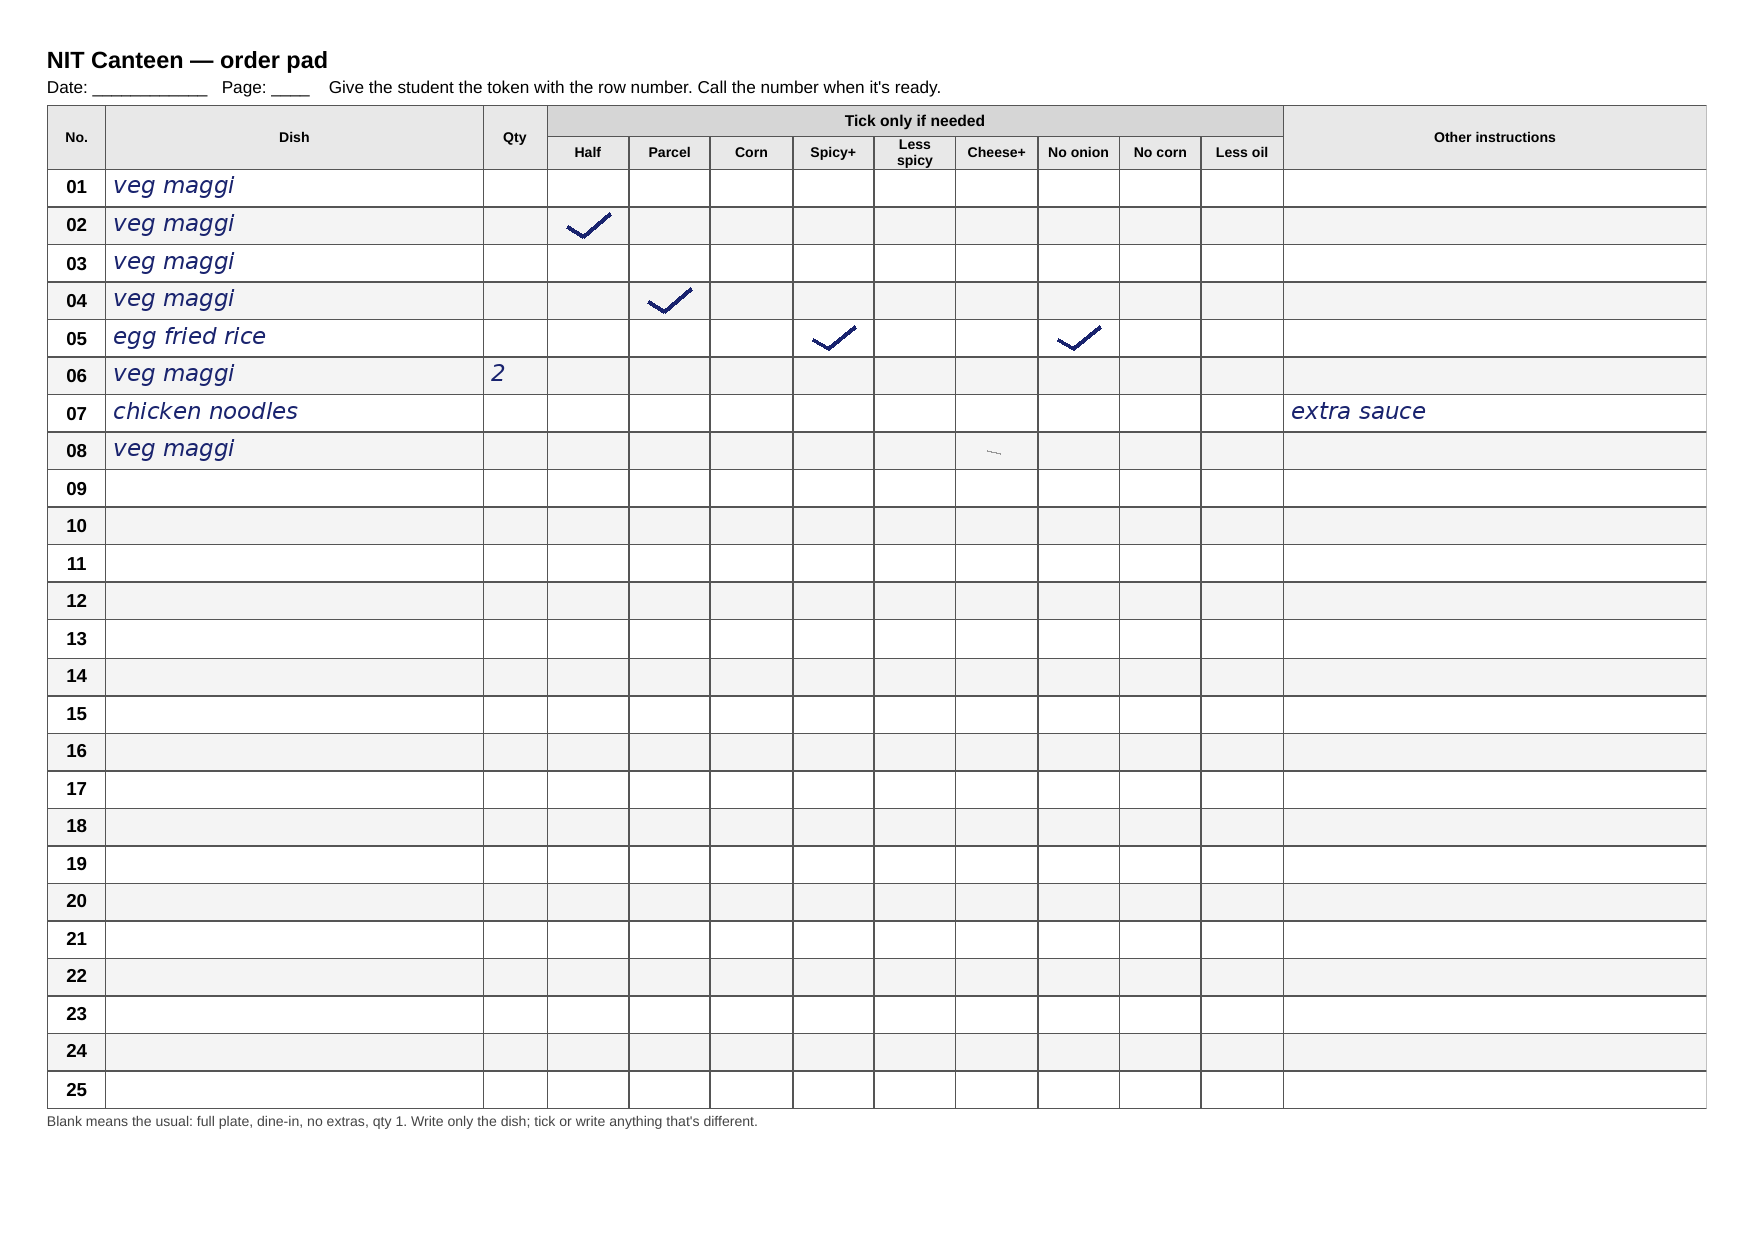 NIT Canteen — order pad
Date: ____________ Page: ____ Give the student the token with the row number. Call the number when it's ready.
No. Dish Qty Tick only if needed Other instructions
Half Parcel Corn Spicy+ Less spicy Cheese+ No onion No corn Less oil
01 veg maggi
02 veg maggi ✓
03 veg maggi
04 veg maggi ✓
05 egg fried rice ✓ ✓
06 veg maggi 2
07 chicken noodles extra sauce
08 veg maggi
09
10
11
12
13
14
15
16
17
18
19
20
21
22
23
24
25
Blank means the usual: full plate, dine-in, no extras, qty 1. Write only the dish; tick or write anything that's different.